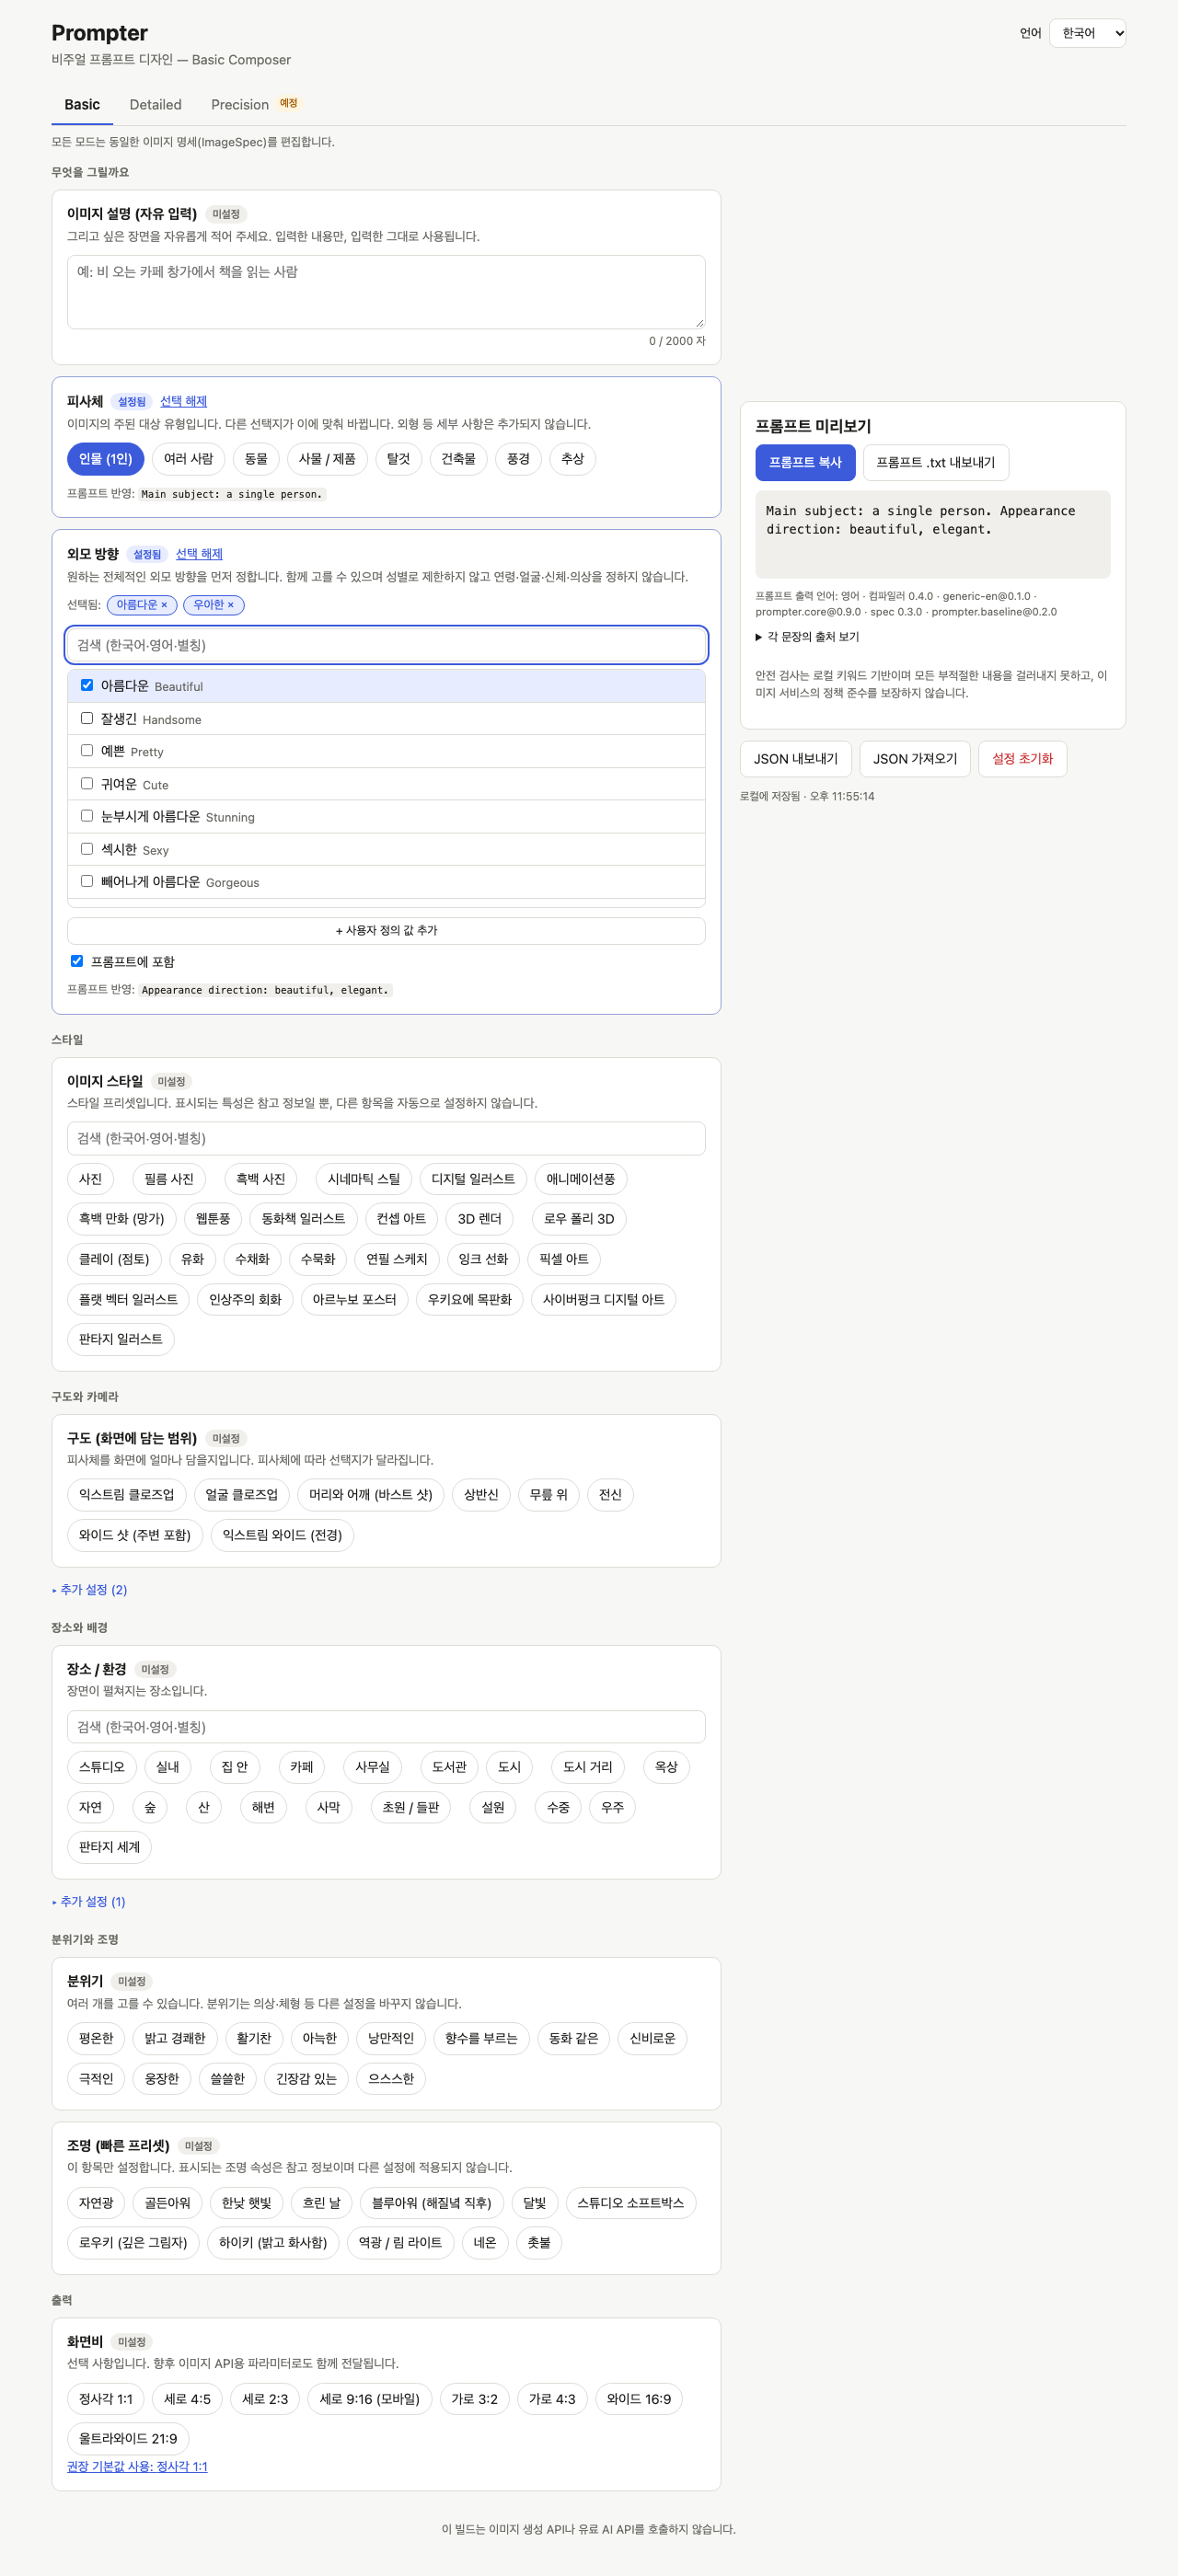 Prompter
언어 한국어
비주얼 프롬프트 디자인 — Basic Composer
Basic Detailed Precision 예정
모든 모드는 동일한 이미지 명세(ImageSpec)를 편집합니다.
무엇을 그릴까요
이미지 설명 (자유 입력) 미설정
그리고 싶은 장면을 자유롭게 적어 주세요. 입력한 내용만, 입력한 그대로 사용됩니다.
예: 비 오는 카페 창가에서 책을 읽는 사람
0 / 2000 자
피사체 설정됨 선택 해제
이미지의 주된 대상 유형입니다. 다른 선택지가 이에 맞춰 바뀝니다. 외형 등 세부 사항은 추가되지 않습니다.
인물 (1인) 여러 사람 동물 사물 / 제품 탈것 건축물 풍경 추상
프롬프트 반영: Main subject: a single person.
외모 방향 설정됨 선택 해제
원하는 전체적인 외모 방향을 먼저 정합니다. 함께 고를 수 있으며 성별로 제한하지 않고 연령·얼굴·신체·의상을 정하지 않습니다.
선택됨: 아름다운 × 우아한 ×
검색 (한국어·영어·별칭)
아름다운 Beautiful
잘생긴 Handsome
예쁜 Pretty
귀여운 Cute
눈부시게 아름다운 Stunning
섹시한 Sexy
빼어나게 아름다운 Gorgeous
+ 사용자 정의 값 추가
프롬프트에 포함
프롬프트 반영: Appearance direction: beautiful, elegant.
스타일
이미지 스타일 미설정
스타일 프리셋입니다. 표시되는 특성은 참고 정보일 뿐, 다른 항목을 자동으로 설정하지 않습니다.
검색 (한국어·영어·별칭)
사진 필름 사진 흑백 사진 시네마틱 스틸 디지털 일러스트 애니메이션풍
흑백 만화 (망가) 웹툰풍 동화책 일러스트 컨셉 아트 3D 렌더 로우 폴리 3D
클레이 (점토) 유화 수채화 수묵화 연필 스케치 잉크 선화 픽셀 아트
플랫 벡터 일러스트 인상주의 회화 아르누보 포스터 우키요에 목판화 사이버펑크 디지털 아트
판타지 일러스트
구도와 카메라
구도 (화면에 담는 범위) 미설정
피사체를 화면에 얼마나 담을지입니다. 피사체에 따라 선택지가 달라집니다.
익스트림 클로즈업 얼굴 클로즈업 머리와 어깨 (바스트 샷) 상반신 무릎 위 전신
와이드 샷 (주변 포함) 익스트림 와이드 (전경)
▸ 추가 설정 (2)
장소와 배경
장소 / 환경 미설정
장면이 펼쳐지는 장소입니다.
검색 (한국어·영어·별칭)
스튜디오 실내 집 안 카페 사무실 도서관 도시 도시 거리 옥상
자연 숲 산 해변 사막 초원 / 들판 설원 수중 우주
판타지 세계
▸ 추가 설정 (1)
분위기와 조명
분위기 미설정
여러 개를 고를 수 있습니다. 분위기는 의상·체형 등 다른 설정을 바꾸지 않습니다.
평온한 밝고 경쾌한 활기찬 아늑한 낭만적인 향수를 부르는 동화 같은 신비로운
극적인 웅장한 쓸쓸한 긴장감 있는 으스스한
조명 (빠른 프리셋) 미설정
이 항목만 설정합니다. 표시되는 조명 속성은 참고 정보이며 다른 설정에 적용되지 않습니다.
자연광 골든아워 한낮 햇빛 흐린 날 블루아워 (해질녘 직후) 달빛 스튜디오 소프트박스
로우키 (깊은 그림자) 하이키 (밝고 화사함) 역광 / 림 라이트 네온 촛불
출력
화면비 미설정
선택 사항입니다. 향후 이미지 API용 파라미터로도 함께 전달됩니다.
정사각 1:1 세로 4:5 세로 2:3 세로 9:16 (모바일) 가로 3:2 가로 4:3 와이드 16:9
울트라와이드 21:9
권장 기본값 사용: 정사각 1:1
프롬프트 미리보기
프롬프트 복사 프롬프트 .txt 내보내기
Main subject: a single person. Appearance
direction: beautiful, elegant.
프롬프트 출력 언어: 영어 · 컴파일러 0.4.0 · generic-en@0.1.0 ·
prompter.core@0.9.0 · spec 0.3.0 · prompter.baseline@0.2.0
▶ 각 문장의 출처 보기
안전 검사는 로컬 키워드 기반이며 모든 부적절한 내용을 걸러내지 못하고, 이
미지 서비스의 정책 준수를 보장하지 않습니다.
JSON 내보내기 JSON 가져오기 설정 초기화
로컬에 저장됨 · 오후 11:55:14
이 빌드는 이미지 생성 API나 유료 AI API를 호출하지 않습니다.